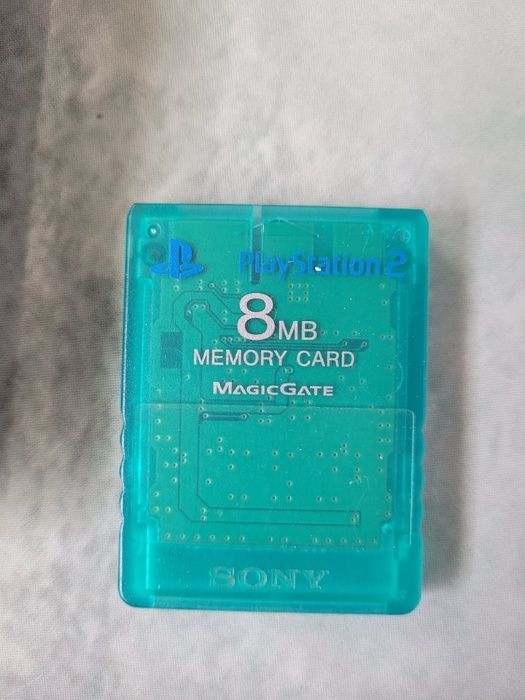 PlayStation 2
8MB
MEMORY CARD
MAGICGATE
SONY